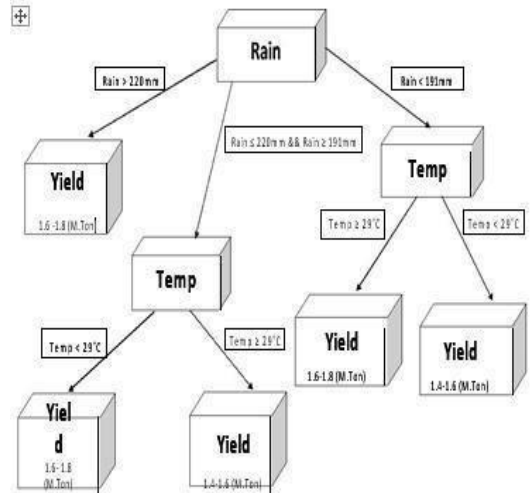 Rain
Rain > 220mm
Rain < 191mm
Rain ≤ 220mm && Rain ≥ 191mm
Yield
1.6 -1.8 (M.Ton)
Temp
Temp ≥ 29°C
Temp < 29°C
Temp
Temp < 29°C
Temp ≥ 29°C
Yield
1.6-1.8 (M.Ton)
Yield
1.4-1.6 (M.Ton)
Yiel
d
1.6- 1.8
(M.Ton)
Yield
1.4-1.6 (M.Ton)